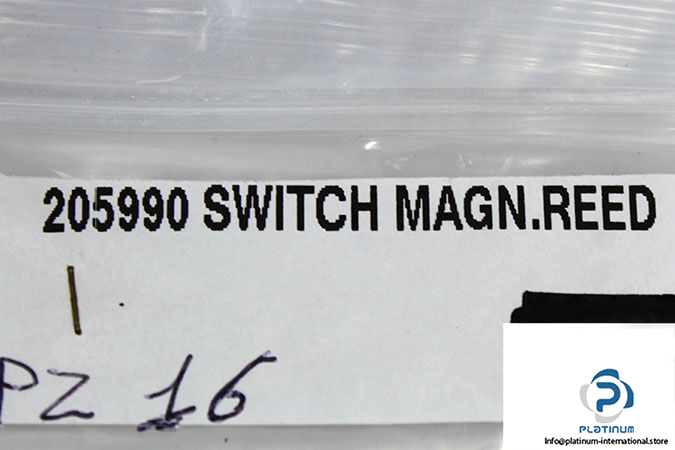 205990 SWITCH MAGN.REED
PZ 16
PLATINUM
Info@platinum-international.store